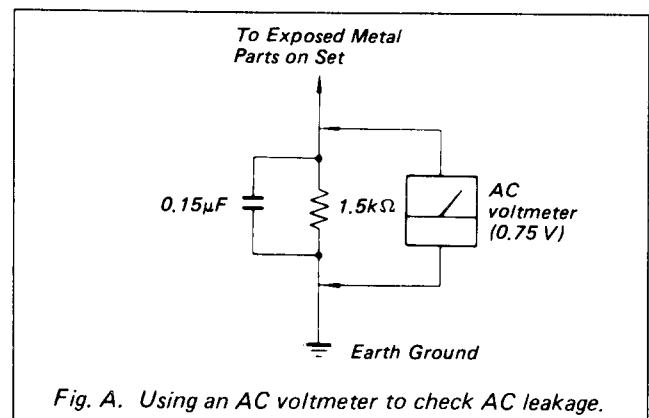 To Exposed Metal
Parts on Set
0.15μF
1.5kΩ
AC
voltmeter
(0.75 V)
Earth Ground
Fig. A. Using an AC voltmeter to check AC leakage.